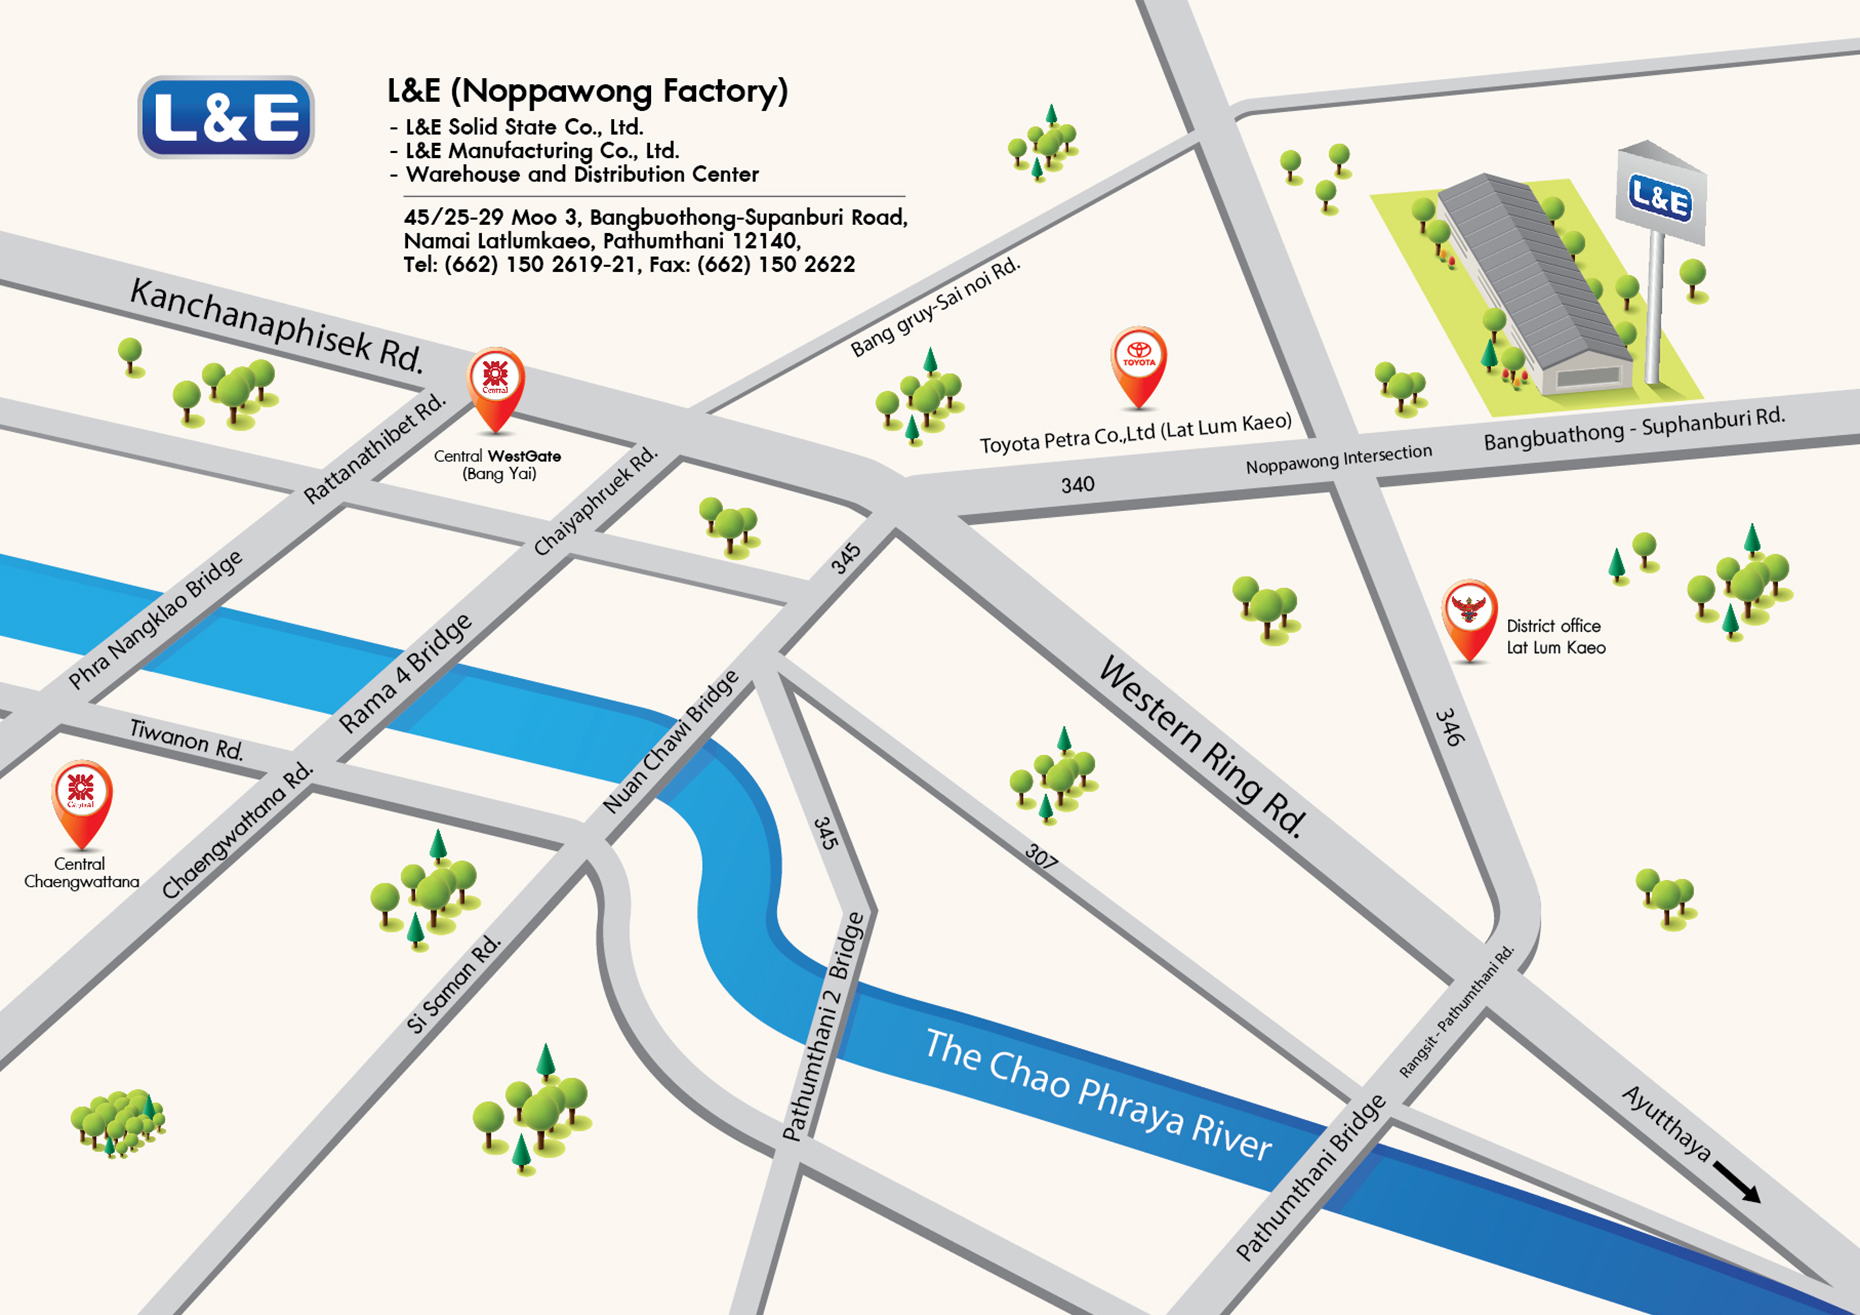 L&E
L&E (Noppawong Factory)
- L&E Solid State Co., Ltd.
- L&E Manufacturing Co., Ltd.
- Warehouse and Distribution Center
45/25-29 Moo 3, Bangbuothong-Supanburi Road,
Namai Latlumkaeo, Pathumthani 12140,
Tel: (662) 150 2619-21, Fax: (662) 150 2622
L&E
Kanchanaphisek Rd.
Bang gruy-Sai noi Rd.
TOYOTA
Toyota Petra Co.,Ltd (Lat Lum Kaeo)
Noppawong Intersection
Bangbuathong - Suphanburi Rd.
340
Central
Central WestGate
(Bang Yai)
Rattanathibet Rd.
Chaiyaphruek Rd.
345
Phra Nangklao Bridge
Rama 4 Bridge
Nuan Chawi Bridge
District office
Lat Lum Kaeo
346
Western Ring Rd.
Tiwanon Rd.
Central
Central
Chaengwattana
Chaengwattana Rd.
345
307
Si Saman Rd.
Pathumthani 2 Bridge
The Chao Phraya River
Rangsit - Pathumthani Rd.
Pathumthani Bridge
Ayutthaya